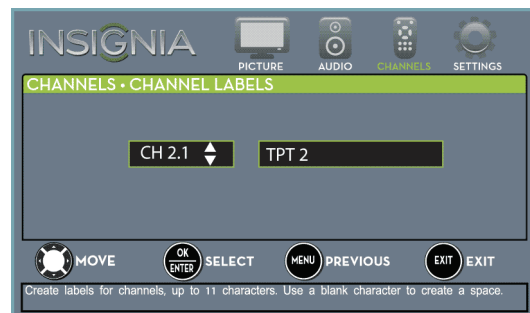 INSIGNIA
PICTURE AUDIO CHANNELS SETTINGS
CHANNELS • CHANNEL LABELS
CH 2.1 TPT 2
MOVE OK ENTER SELECT MENU PREVIOUS EXIT EXIT
Create labels for channels, up to 11 characters. Use a blank character to create a space.